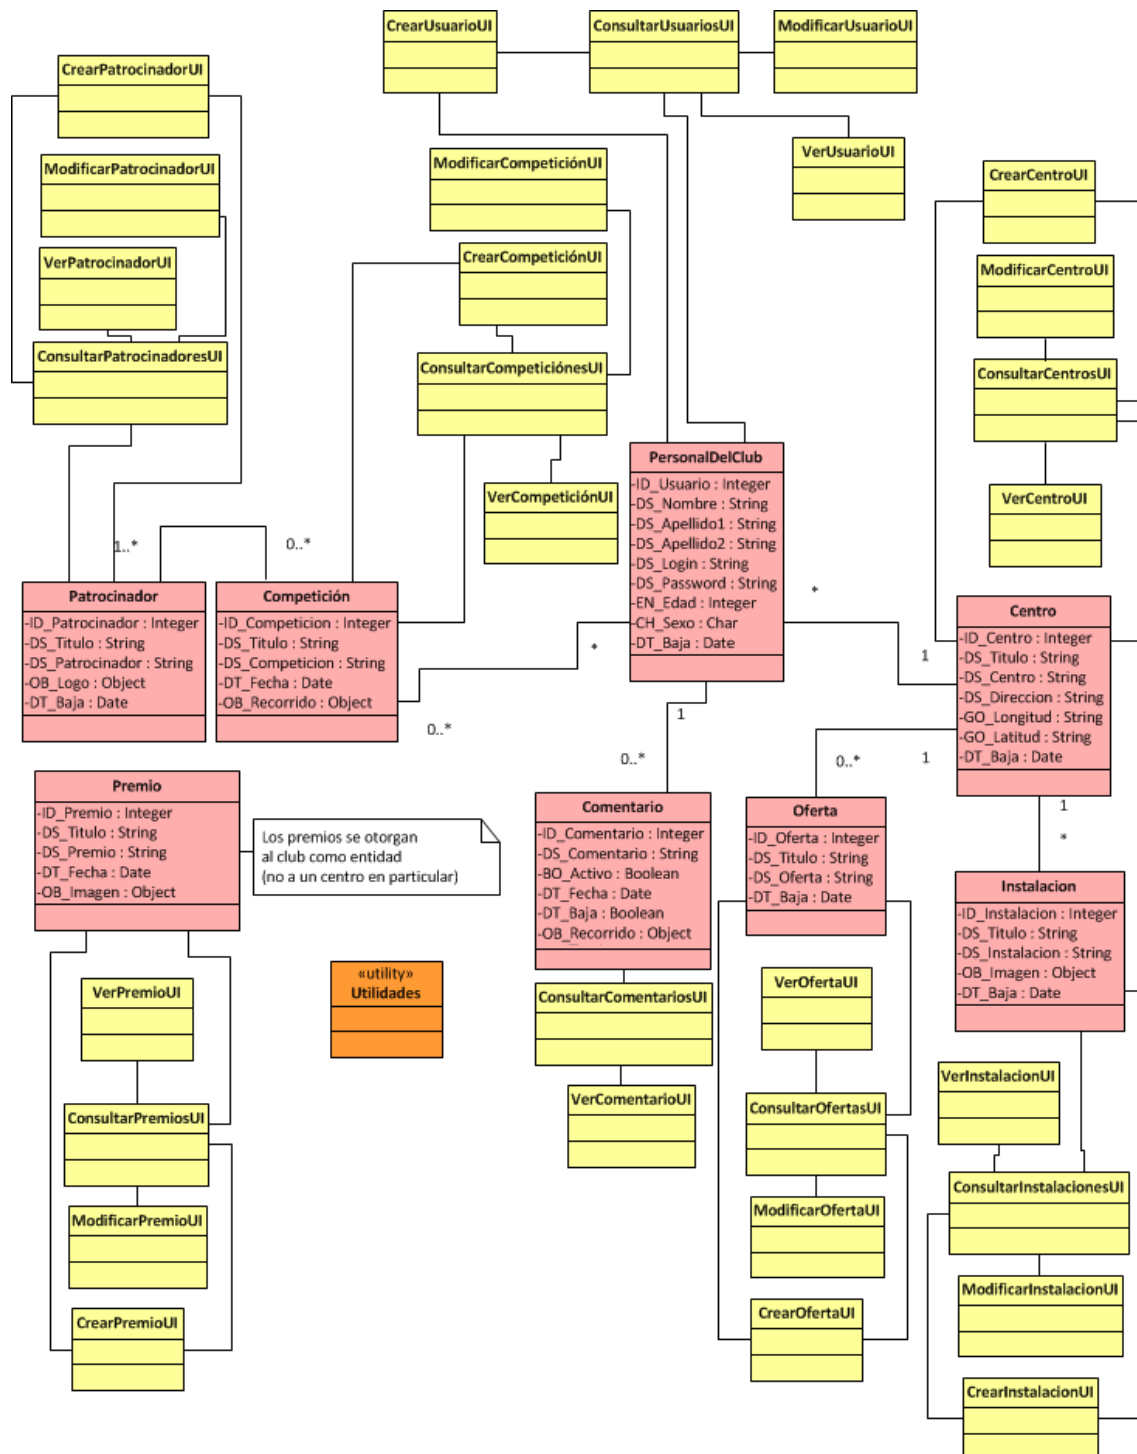 CrearUsuarioUI
ConsultarUsuariosUI
ModificarUsuarioUI
CrearPatrocinadorUI
VerUsuarioUI
ModificarPatrocinadorUI
ModificarCompeticiónUI
CrearCentroUI
VerPatrocinadorUI
CrearCompeticiónUI
ModificarCentroUI
ConsultarPatrocinadoresUI
ConsultarCompeticiónesUI
ConsultarCentrosUI
VerCompeticiónUI
VerCentroUI
PersonalDelClub
-ID_Usuario : Integer
-DS_Nombre : String
-DS_Apellido1 : String
-DS_Apellido2 : String
-DS_Login : String
-DS_Password : String
-EN_Edad : Integer
-CH_Sexo : Char
-DT_Baja : Date
1..*
0..*
Patrocinador
-ID_Patrocinador : Integer
-DS_Titulo : String
-DS_Patrocinador : String
-OB_Logo : Object
-DT_Baja : Date
Competición
-ID_Competicion : Integer
-DS_Titulo : String
-DS_Competicion : String
-DT_Fecha : Date
-OB_Recorrido : Object
*
0..*
*
1
Centro
-ID_Centro : Integer
-DS_Titulo : String
-DS_Centro : String
-DS_Direccion : String
-GO_Longitud : String
-GO_Latitud : String
-DT_Baja : Date
1
0..*
0..*
1
1
*
Premio
-ID_Premio : Integer
-DS_Titulo : String
-DS_Premio : String
-DT_Fecha : Date
-OB_Imagen : Object
Los premios se otorgan
al club como entidad
(no a un centro en particular)
Comentario
-ID_Comentario : Integer
-DS_Comentario : String
-BO_Activo : Boolean
-DT_Fecha : Date
-DT_Baja : Boolean
-OB_Recorrido : Object
Oferta
-ID_Oferta : Integer
-DS_Titulo : String
-DS_Oferta : String
-DT_Baja : Date
Instalacion
-ID_Instalacion : Integer
-DS_Titulo : String
-DS_Instalacion : String
-OB_Imagen : Object
-DT_Baja : Date
«utility»
Utilidades
VerPremioUI
ConsultarComentariosUI
VerOfertaUI
VerInstalacionUI
ConsultarPremiosUI
VerComentarioUI
ConsultarOfertasUI
ConsultarInstalacionesUI
ModificarPremioUI
ModificarOfertaUI
ModificarInstalacionUI
CrearPremioUI
CrearOfertaUI
CrearInstalacionUI